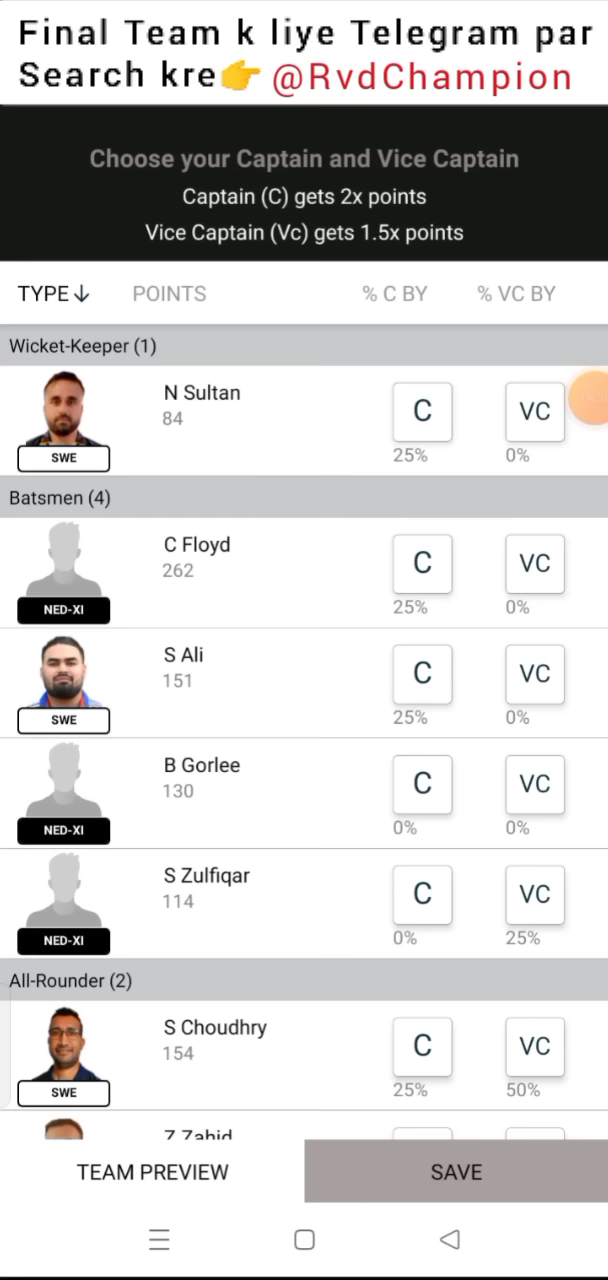 Final Team k liye Telegram par
Search kre👉 @RvdChampion
Choose your Captain and Vice Captain
Captain (C) gets 2x points
Vice Captain (Vc) gets 1.5x points
TYPE↓ POINTS % C BY % VC BY
Wicket-Keeper (1)
N Sultan
84
C VC
SWE
25% 0%
Batsmen (4)
C Floyd
262
C VC
NED-XI
25% 0%
S Ali
151
C VC
SWE
25% 0%
B Gorlee
130
C VC
NED-XI
0% 0%
S Zulfiqar
114
C VC
NED-XI
0% 25%
All-Rounder (2)
S Choudhry
154
C VC
SWE
25% 50%
Z Zahid
TEAM PREVIEW SAVE